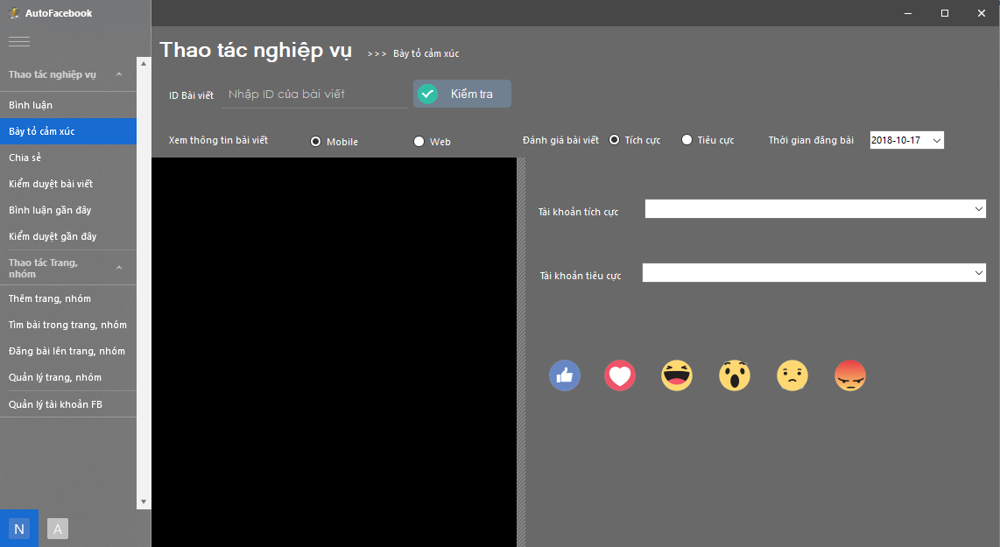 AutoFacebook
Thao tác nghiệp vụ
Bình luận
Bày tỏ cảm xúc
Chia sẻ
Kiểm duyệt bài viết
Bình luận gần đây
Kiểm duyệt gần đây
Thao tác Trang,
nhóm
Thêm trang, nhóm
Tìm bài trong trang, nhóm
Đăng bài lên trang, nhóm
Quản lý trang, nhóm
Quản lý tài khoản FB
N A
Thao tác nghiệp vụ >>> Bày tỏ cảm xúc
ID Bài viết Nhập ID của bài viết Kiểm tra
Xem thông tin bài viết Mobile Web Đánh giá bài viết Tích cực Tiêu cực Thời gian đăng bài 2018-10-17
Tài khoản tích cực
Tài khoản tiêu cực